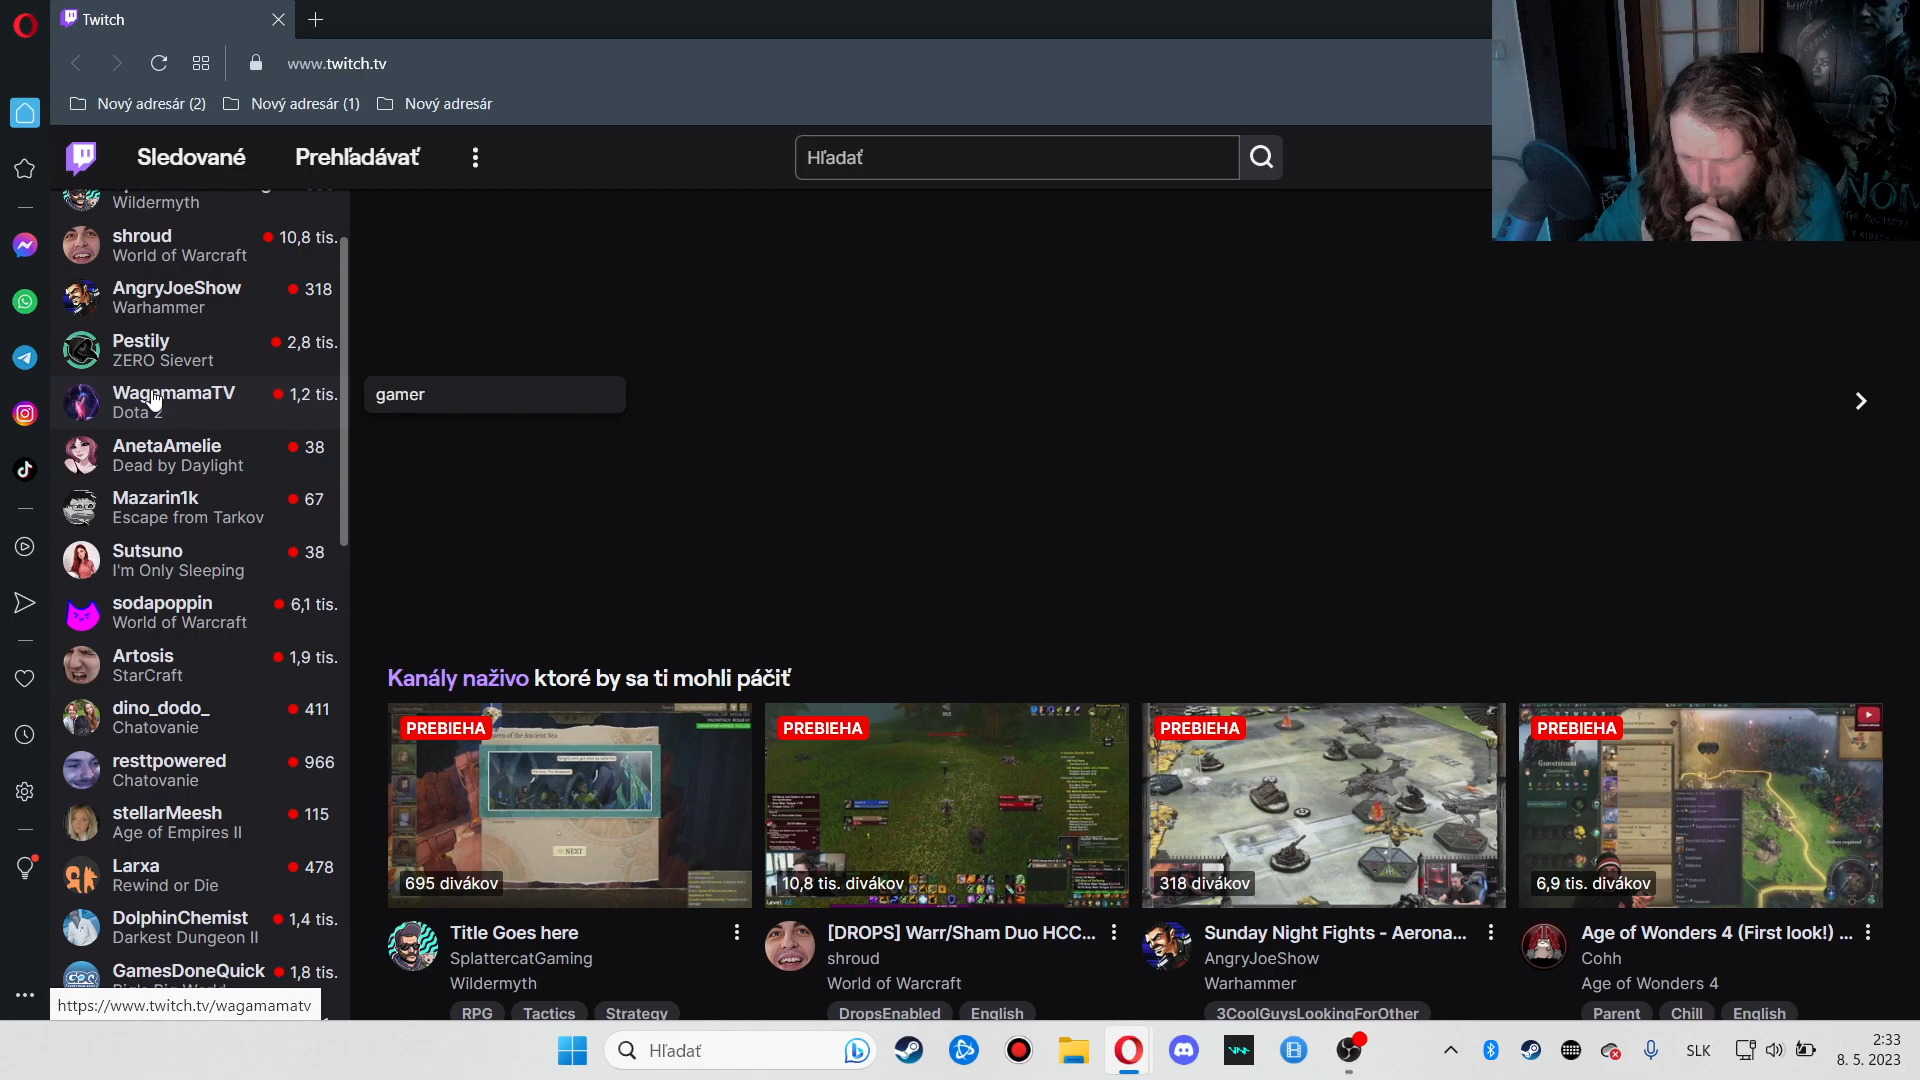 Twitch
www.twitch.tv
Nový adresár (2)
Nový adresár (1)
Nový adresár
Sledované
Prehľadávať
Hľadať
Wildermyth
shroud
10,8 tis.
World of Warcraft
AngryJoeShow
318
Warhammer
Pestily
2,8 tis.
ZERO Sievert
WagamamaTV
1,2 tis.
Dota 2
gamer
AnetaAmelie
38
Dead by Daylight
Mazarin1k
67
Escape from Tarkov
Sutsuno
38
I'm Only Sleeping
sodapoppin
6,1 tis.
World of Warcraft
Artosis
1,9 tis.
StarCraft
dino_dodo_
411
Chatovanie
resttpowered
966
Chatovanie
stellarMeesh
115
Age of Empires II
Larxa
478
Rewind or Die
DolphinChemist
1,4 tis.
Darkest Dungeon II
GamesDoneQuick
1,8 tis.
https://www.twitch.tv/wagamamatv
Kanály naživo ktoré by sa ti mohli páčiť
PREBIEHA
NEXT
695 divákov
Title Goes here
SplattercatGaming
Wildermyth
RPG
Tactics
Strategy
PREBIEHA
10,8 tis. divákov
[DROPS] Warr/Sham Duo HCC...
shroud
World of Warcraft
DropsEnabled
English
PREBIEHA
318 divákov
Sunday Night Fights - Aerona...
AngryJoeShow
Warhammer
3CoolGuysLookingForOther
PREBIEHA
6,9 tis. divákov
Age of Wonders 4 (First look!) ...
Cohh
Age of Wonders 4
Parent
Chill
English
Hľadať
SLK
2:33
8. 5. 2023